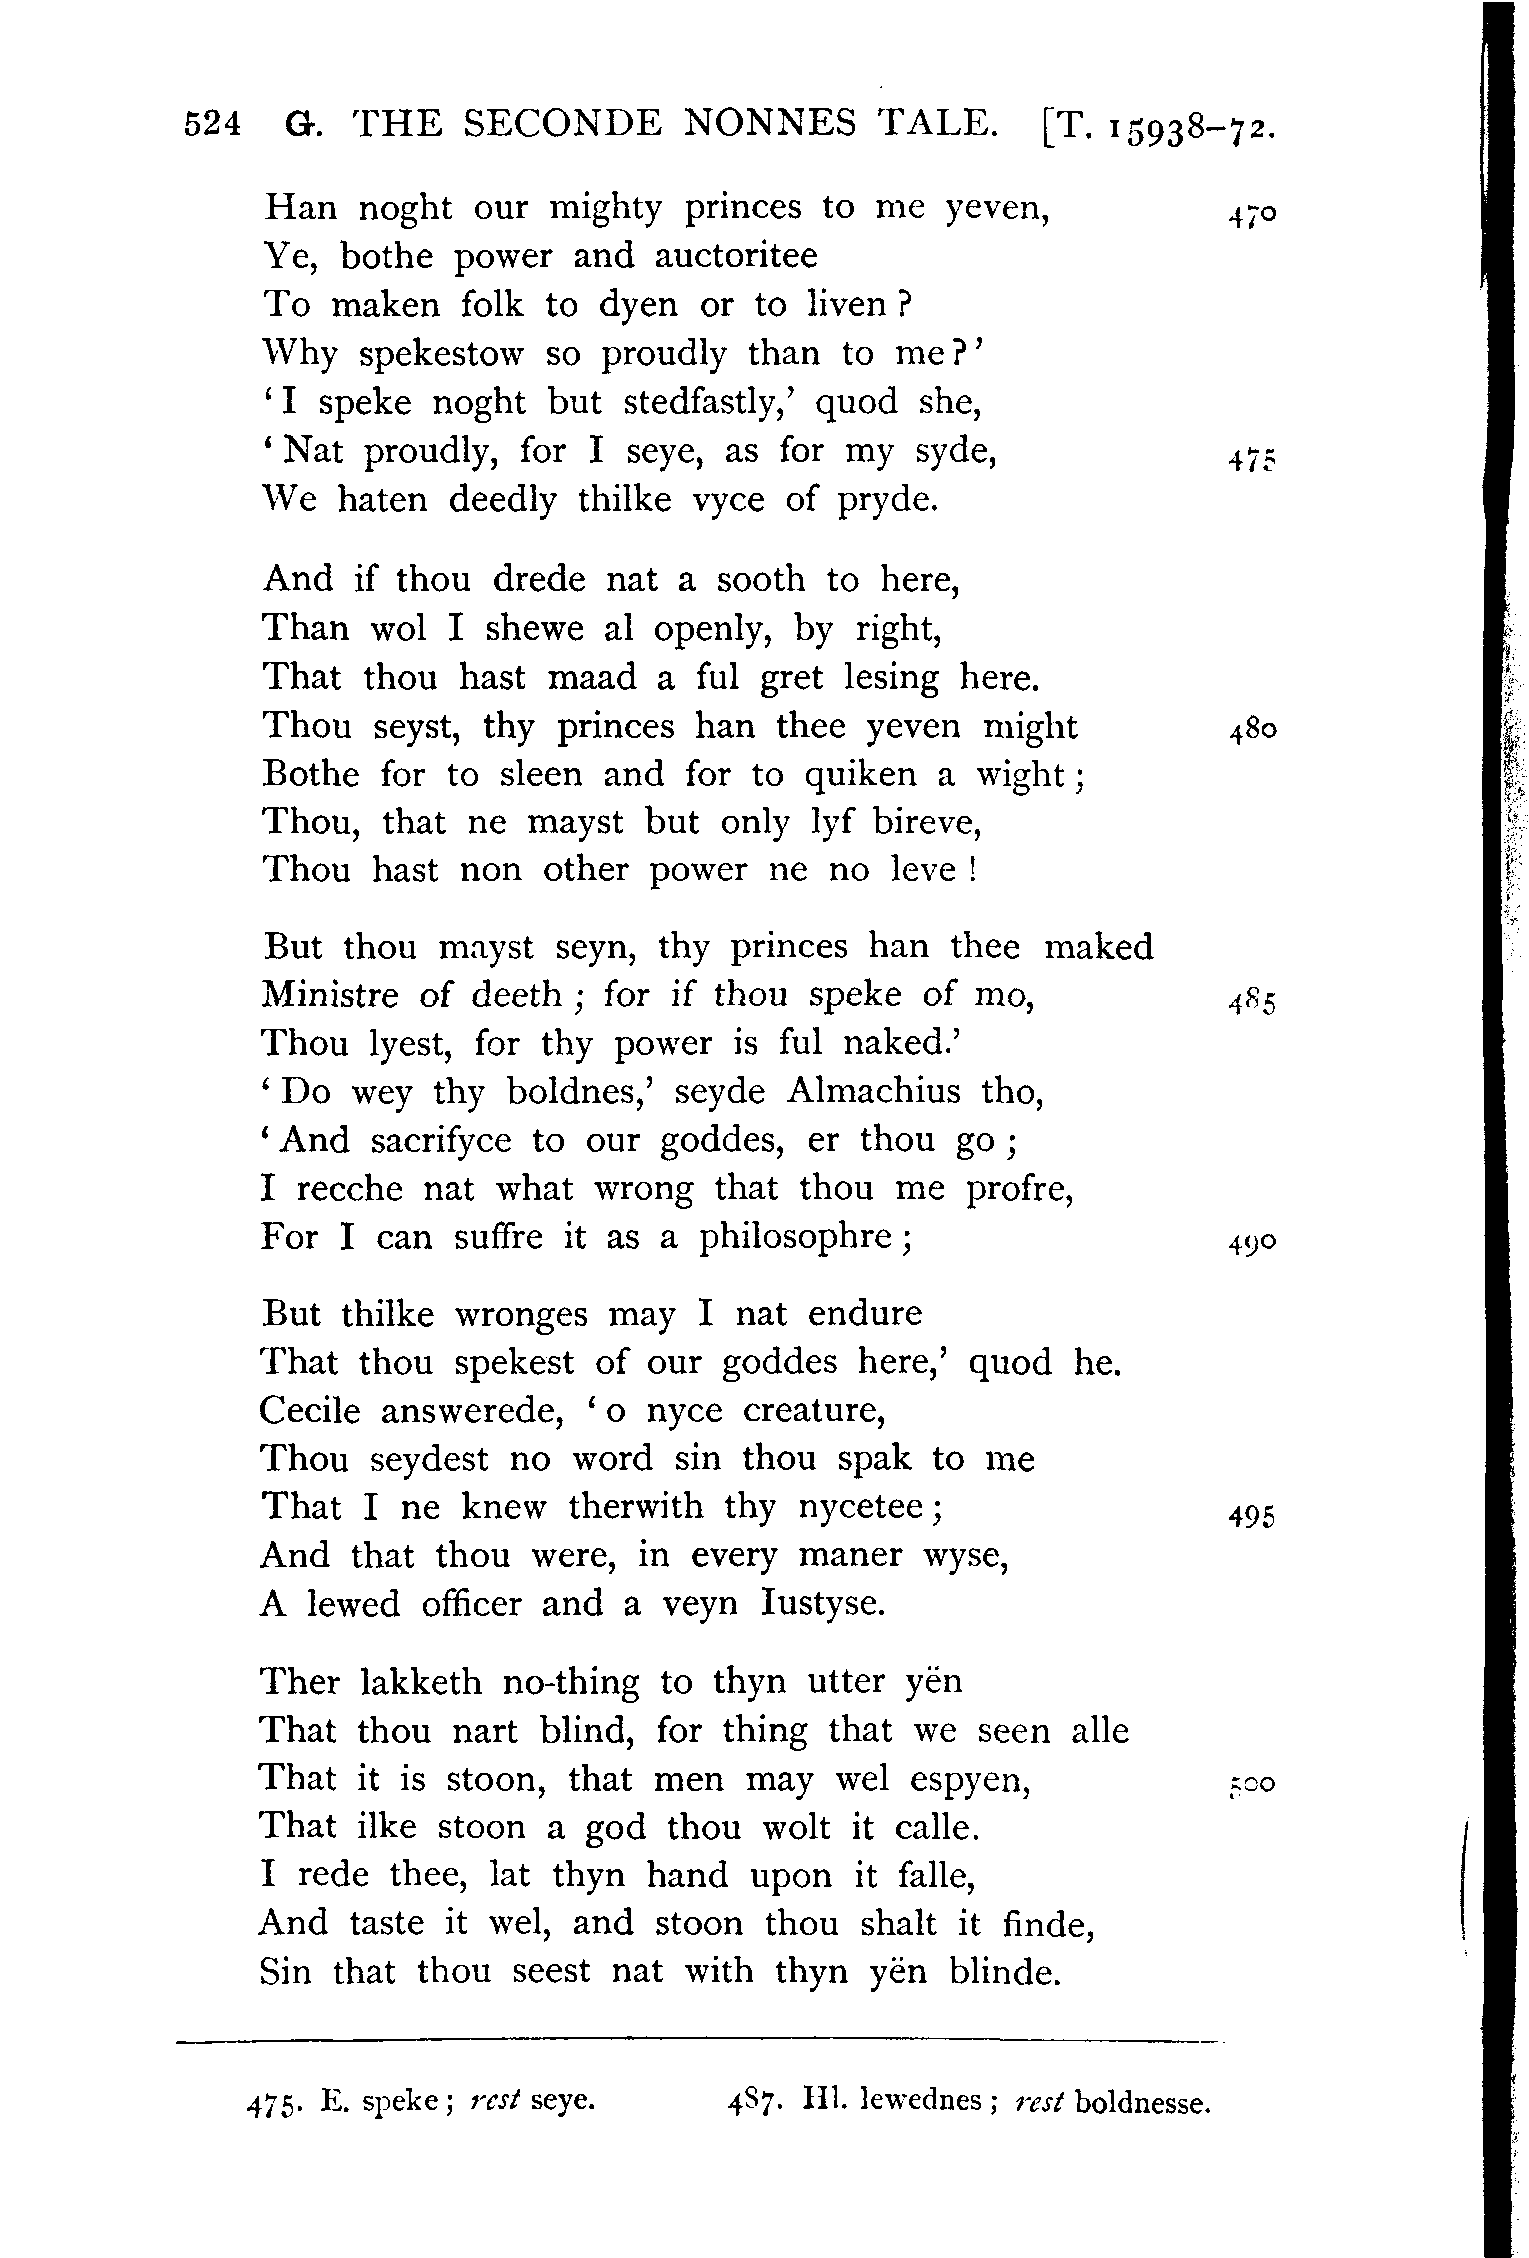 524 G. THE SECONDE NONNES TALE. [T. 15938–72.
Han noght our mighty princes to me yeven, 470
Ye, bothe power and auctoritee
To maken folk to dyen or to liven ?
Why spekestow so proudly than to me?’
‘ I speke noght but stedfastly,’ quod she,
‘ Nat proudly, for I seye, as for my syde, 475
We haten deedly thilke vyce of pryde.
And if thou drede nat a sooth to here,
Than wol I shewe al openly, by right,
That thou hast maad a ful gret lesing here.
Thou seyst, thy princes han thee yeven might 480
Bothe for to sleen and for to quiken a wight ;
Thou, that ne mayst but only lyf bireve,
Thou hast non other power ne no leve !
But thou mayst seyn, thy princes han thee maked
Ministre of deeth ; for if thou speke of mo, 485
Thou lyest, for thy power is ful naked.’
‘ Do wey thy boldnes,’ seyde Almachius tho,
‘ And sacrifyce to our goddes, er thou go ;
I recche nat what wrong that thou me profre,
For I can suffre it as a philosophre ; 490
But thilke wronges may I nat endure
That thou spekest of our goddes here,’ quod he.
Cecile answerede, ‘ o nyce creature,
Thou seydest no word sin thou spak to me
That I ne knew therwith thy nycetee ; 495
And that thou were, in every maner wyse,
A lewed officer and a veyn Iustyse.
Ther lakketh no-thing to thyn utter yën
That thou nart blind, for thing that we seen alle
That it is stoon, that men may wel espyen, 500
That ilke stoon a god thou wolt it calle.
I rede thee, lat thyn hand upon it falle,
And taste it wel, and stoon thou shalt it finde,
Sin that thou seest nat with thyn yën blinde.
475. E. speke ; rest seye. 487. Hl. lewednes ; rest boldnesse.